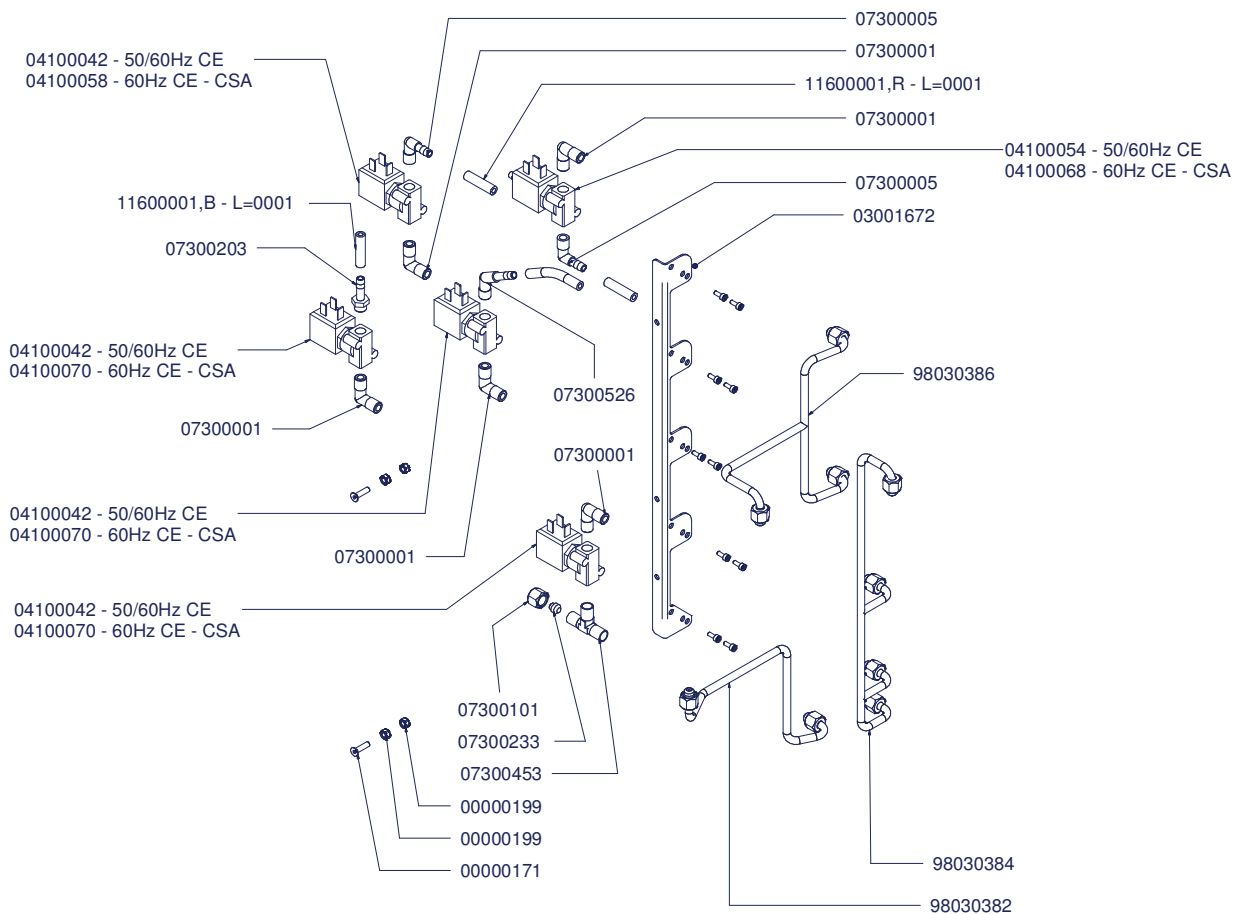 07300005
07300001
04100042 - 50/60Hz CE
04100058 - 60Hz CE - CSA
11600001,R - L=0001
07300001
04100054 - 50/60Hz CE
04100068 - 60Hz CE - CSA
07300005
11600001,B - L=0001
03001672
07300203
04100042 - 50/60Hz CE
04100070 - 60Hz CE - CSA
98030386
07300526
07300001
07300001
04100042 - 50/60Hz CE
04100070 - 60Hz CE - CSA
07300001
04100042 - 50/60Hz CE
04100070 - 60Hz CE - CSA
07300101
07300233
07300453
00000199
00000199
00000171
98030384
98030382